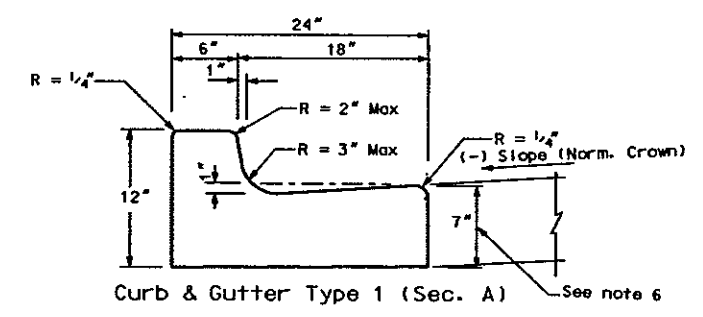 24"
6" 18"
1"
R = 1/4"
R = 2" Max
R = 1/4"
R = 3" Max
(-) Slope (Norm. Crown)
1"
12"
7"
See note 6
Curb & Gutter Type 1 (Sec. A)